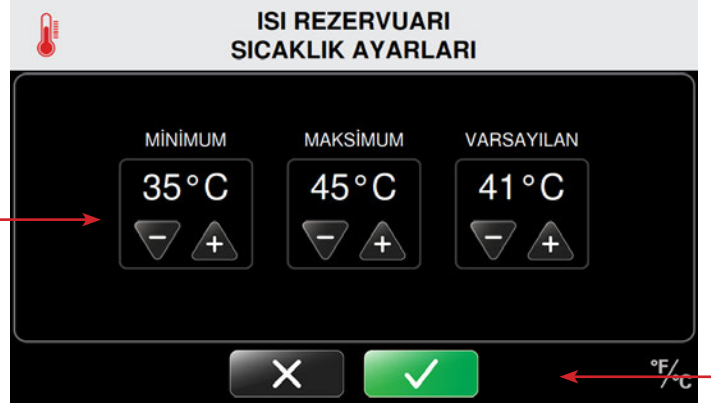 ISI REZERVUARI
SICAKLIK AYARLARI
MİNİMUM MAKSİMUM VARSAYILAN
35°C 45°C 41°C
- + - + - +
°F/°C